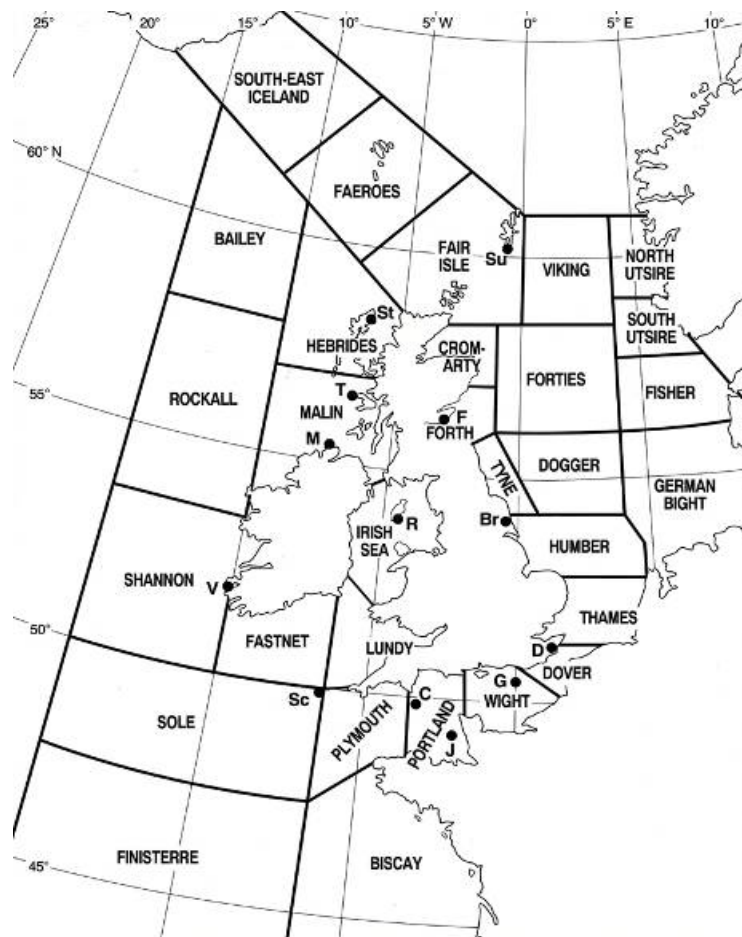 25°
20°
15°
10°
5° W
0°
5° E
10°
SOUTH-EAST
ICELAND
60° N
FAEROES
BAILEY
FAIR
ISLE
Su
VIKING
NORTH
UTSIRE
St
HEBRIDES
CROM-
ARTY
SOUTH
UTSIRE
55°
ROCKALL
T
MALIN
FORTIES
FISHER
M
F
FORTH
TYNE
DOGGER
GERMAN
BIGHT
R
IRISH
SEA
Br
HUMBER
SHANNON
V
THAMES
50°
FASTNET
LUNDY
D
DOVER
Sc
C
G
WIGHT
SOLE
PLYMOUTH
PORTLAND
J
45°
FINISTERRE
BISCAY